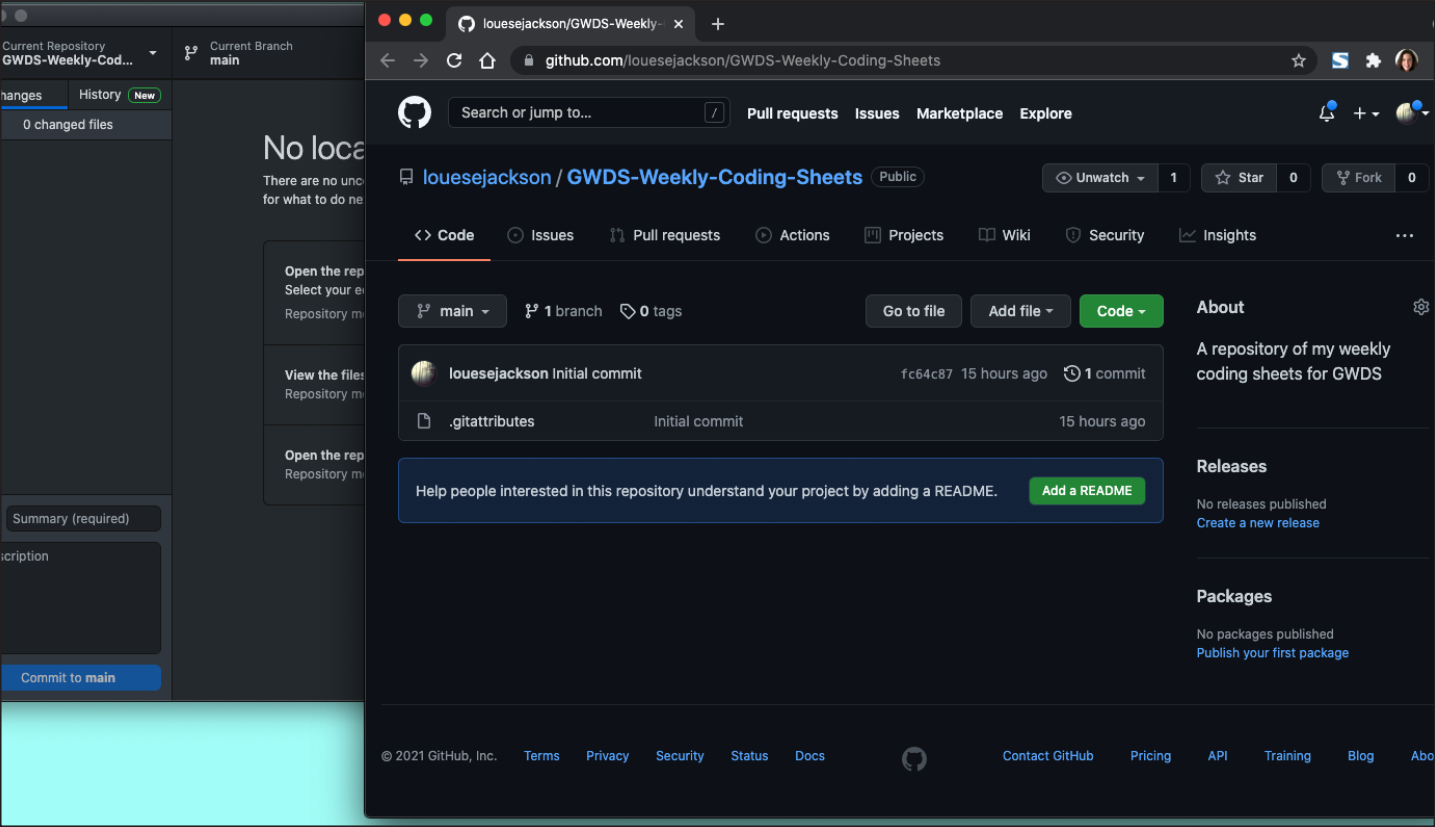 Current Repository
GWDS-Weekly-Cod...
Current Branch
main
hanges
History New
0 changed files
No loca
There are no unc
for what to do ne
Open the rep
Select your e
Repository m
View the files
Repository me
Open the rep
Repository me
Summary (required)
scription
Commit to main
louesejackson/GWDS-Weekly-
github.com/louesejackson/GWDS-Weekly-Coding-Sheets
Search or jump to... /
Pull requests Issues Marketplace Explore
louesejackson / GWDS-Weekly-Coding-Sheets Public
Unwatch 1 Star 0 Fork 0
Code Issues Pull requests Actions Projects Wiki Security Insights
main 1 branch 0 tags Go to file Add file Code
louesejackson Initial commit fc64c87 15 hours ago 1 commit
.gitattributes Initial commit 15 hours ago
Help people interested in this repository understand your project by adding a README. Add a README
About
A repository of my weekly
coding sheets for GWDS
Releases
No releases published
Create a new release
Packages
No packages published
Publish your first package
© 2021 GitHub, Inc. Terms Privacy Security Status Docs Contact GitHub Pricing API Training Blog Abo